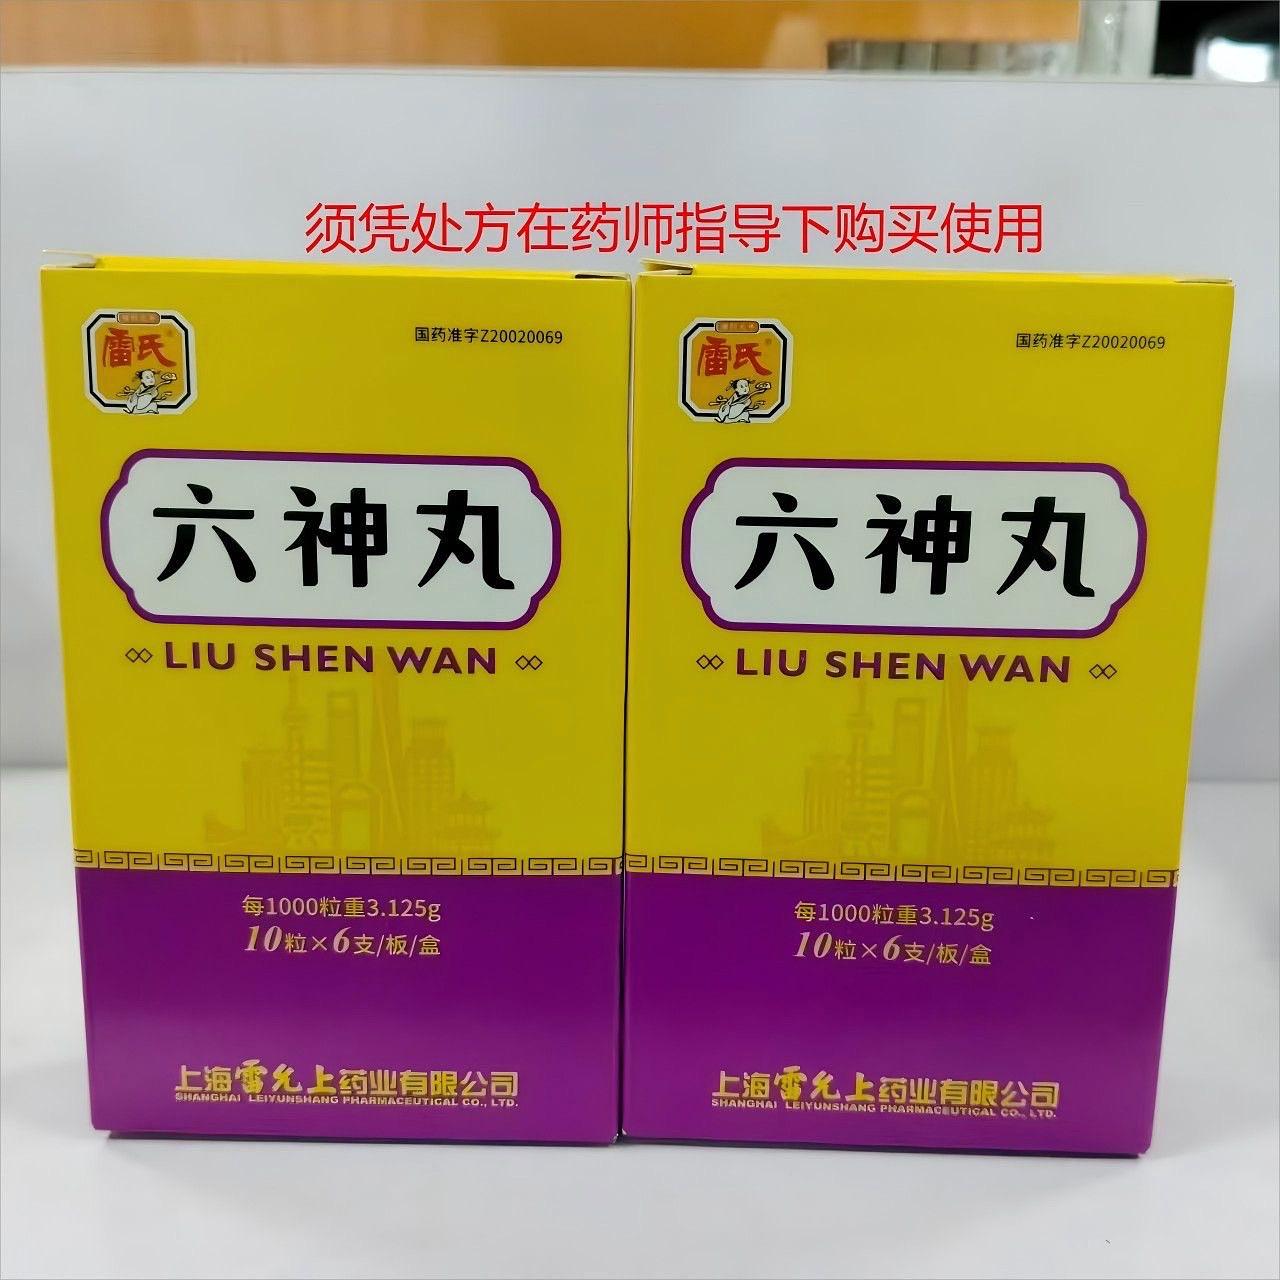 须凭处方在药师指导下购买使用
雷氏®
国药准字Z20020069
六神丸
LIU SHEN WAN
每1000粒重3.125g
10粒×6支/板/盒
上海雷允上药业有限公司
SHANGHAI LEIYUNSHANG PHARMACEUTICAL CO., LTD.
雷氏®
国药准字Z20020069
六神丸
LIU SHEN WAN
每1000粒重3.125g
10粒×6支/板/盒
上海雷允上药业有限公司
SHANGHAI LEIYUNSHANG PHARMACEUTICAL CO., LTD.